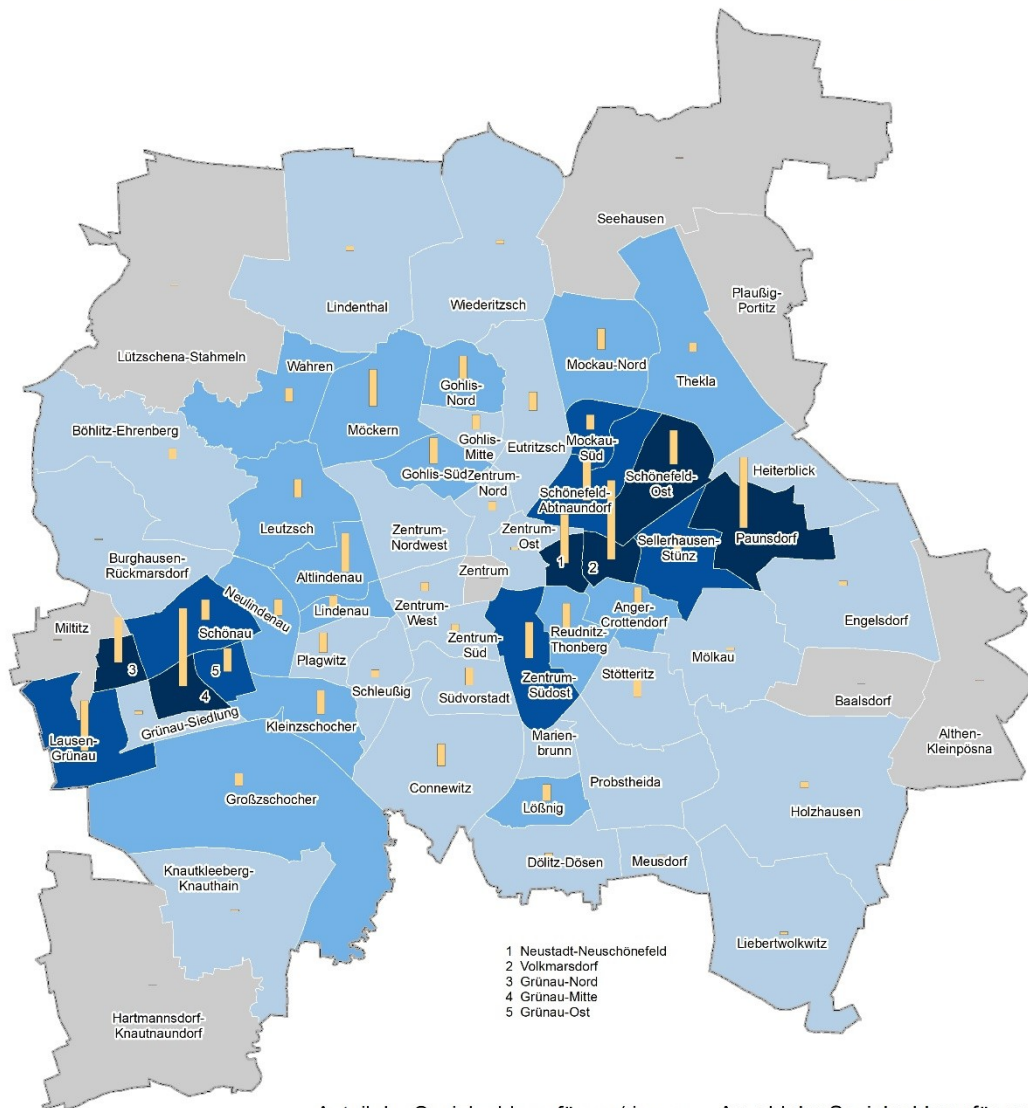 Seehausen
Plaußig-
Portitz
Lindenthal
Wiederitzsch
Lützschena-Stahmeln
Wahren
Gohlis-
Nord
Mockau-Nord
Thekla
Böhlitz-Ehrenberg
Möckern
Gohlis-
Mitte
Eutritzsch
Mockau-
Süd
Gohlis-Süd
Zentrum-
Nord
Schönefeld-
Ost
Heiterblick
Schönefeld-
Abtnaundorf
Leutzsch
Zentrum-
Nordwest
Zentrum-
Ost
Sellerhausen-
Stünz
Paunsdorf
Burghausen-
Rückmarsdorf
Altlindenau
Zentrum
1
2
Neulindenau
Lindenau
Zentrum-
West
Anger-
Crottendorf
Engelsdorf
Miltitz
Schönau
Zentrum-
Süd
Reudnitz-
Thonberg
3
5
Plagwitz
Schleußig
Südvorstadt
Zentrum-
Südost
Stötteritz
Mölkau
4
Grünau-Siedlung
Kleinzschocher
Baalsdorf
Lausen-
Grünau
Marien-
brunn
Althen-
Kleinpösna
Connewitz
Probstheida
Großzschocher
Lößnig
Holzhausen
Knautkleeberg-
Knauthain
Dölitz-Dösen
Meusdorf
Liebertwolkwitz
1 Neustadt-Neuschönefeld
2 Volkmarsdorf
3 Grünau-Nord
4 Grünau-Mitte
5 Grünau-Ost
Hartmannsdorf-
Knautnaundorf